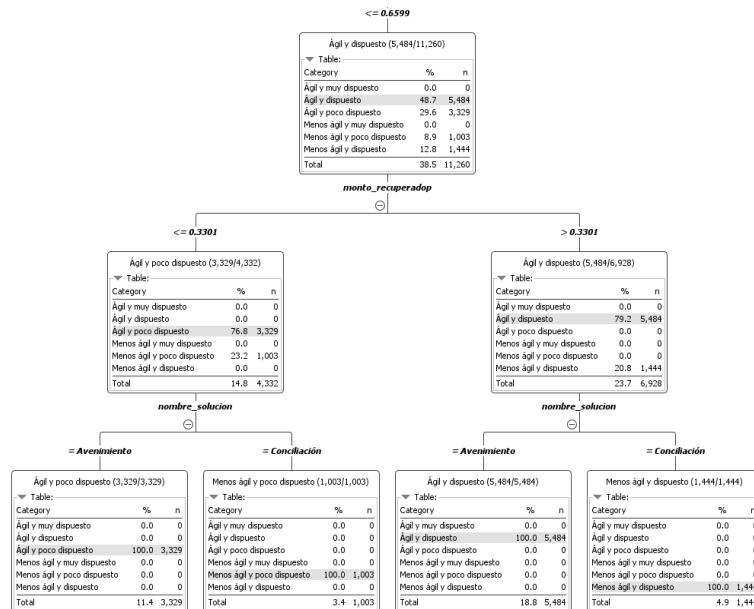 <= 0.6599
Ágil y dispuesto (5,484/11,260)
Table:
Category % n
Ágil y muy dispuesto 0.0 0
Ágil y dispuesto 48.7 5,484
Ágil y poco dispuesto 29.6 3,329
Menos ágil y muy dispuesto 0.0 0
Menos ágil y poco dispuesto 8.9 1,003
Menos ágil y dispuesto 12.8 1,444
Total 38.5 11,260
monto_recuperadop
<= 0.3301
Ágil y poco dispuesto (3,329/4,332)
Table:
Category % n
Ágil y muy dispuesto 0.0 0
Ágil y dispuesto 0.0 0
Ágil y poco dispuesto 76.8 3,329
Menos ágil y muy dispuesto 0.0 0
Menos ágil y poco dispuesto 23.2 1,003
Menos ágil y dispuesto 0.0 0
Total 14.8 4,332
nombre_solucion
> 0.3301
Ágil y dispuesto (5,484/6,928)
Table:
Category % n
Ágil y muy dispuesto 0.0 0
Ágil y dispuesto 79.2 5,484
Ágil y poco dispuesto 0.0 0
Menos ágil y muy dispuesto 0.0 0
Menos ágil y poco dispuesto 0.0 0
Menos ágil y dispuesto 20.8 1,444
Total 23.7 6,928
nombre_solucion
= Avenimiento
Ágil y poco dispuesto (3,329/3,329)
Table:
Category % n
Ágil y muy dispuesto 0.0 0
Ágil y dispuesto 0.0 0
Ágil y poco dispuesto 100.0 3,329
Menos ágil y muy dispuesto 0.0 0
Menos ágil y poco dispuesto 0.0 0
Menos ágil y dispuesto 0.0 0
Total 11.4 3,329
= Conciliación
Menos ágil y poco dispuesto (1,003/1,003)
Table:
Category % n
Ágil y muy dispuesto 0.0 0
Ágil y dispuesto 0.0 0
Ágil y poco dispuesto 0.0 0
Menos ágil y muy dispuesto 0.0 0
Menos ágil y poco dispuesto 100.0 1,003
Menos ágil y dispuesto 0.0 0
Total 3.4 1,003
= Avenimiento
Ágil y dispuesto (5,484/5,484)
Table:
Category % n
Ágil y muy dispuesto 0.0 0
Ágil y dispuesto 100.0 5,484
Ágil y poco dispuesto 0.0 0
Menos ágil y muy dispuesto 0.0 0
Menos ágil y poco dispuesto 0.0 0
Menos ágil y dispuesto 0.0 0
Total 18.8 5,484
= Conciliación
Menos ágil y dispuesto (1,444/1,444)
Table:
Category % n
Ágil y muy dispuesto 0.0 0
Ágil y dispuesto 0.0 0
Ágil y poco dispuesto 0.0 0
Menos ágil y muy dispuesto 0.0 0
Menos ágil y poco dispuesto 0.0 0
Menos ágil y dispuesto 100.0
Total 4.9